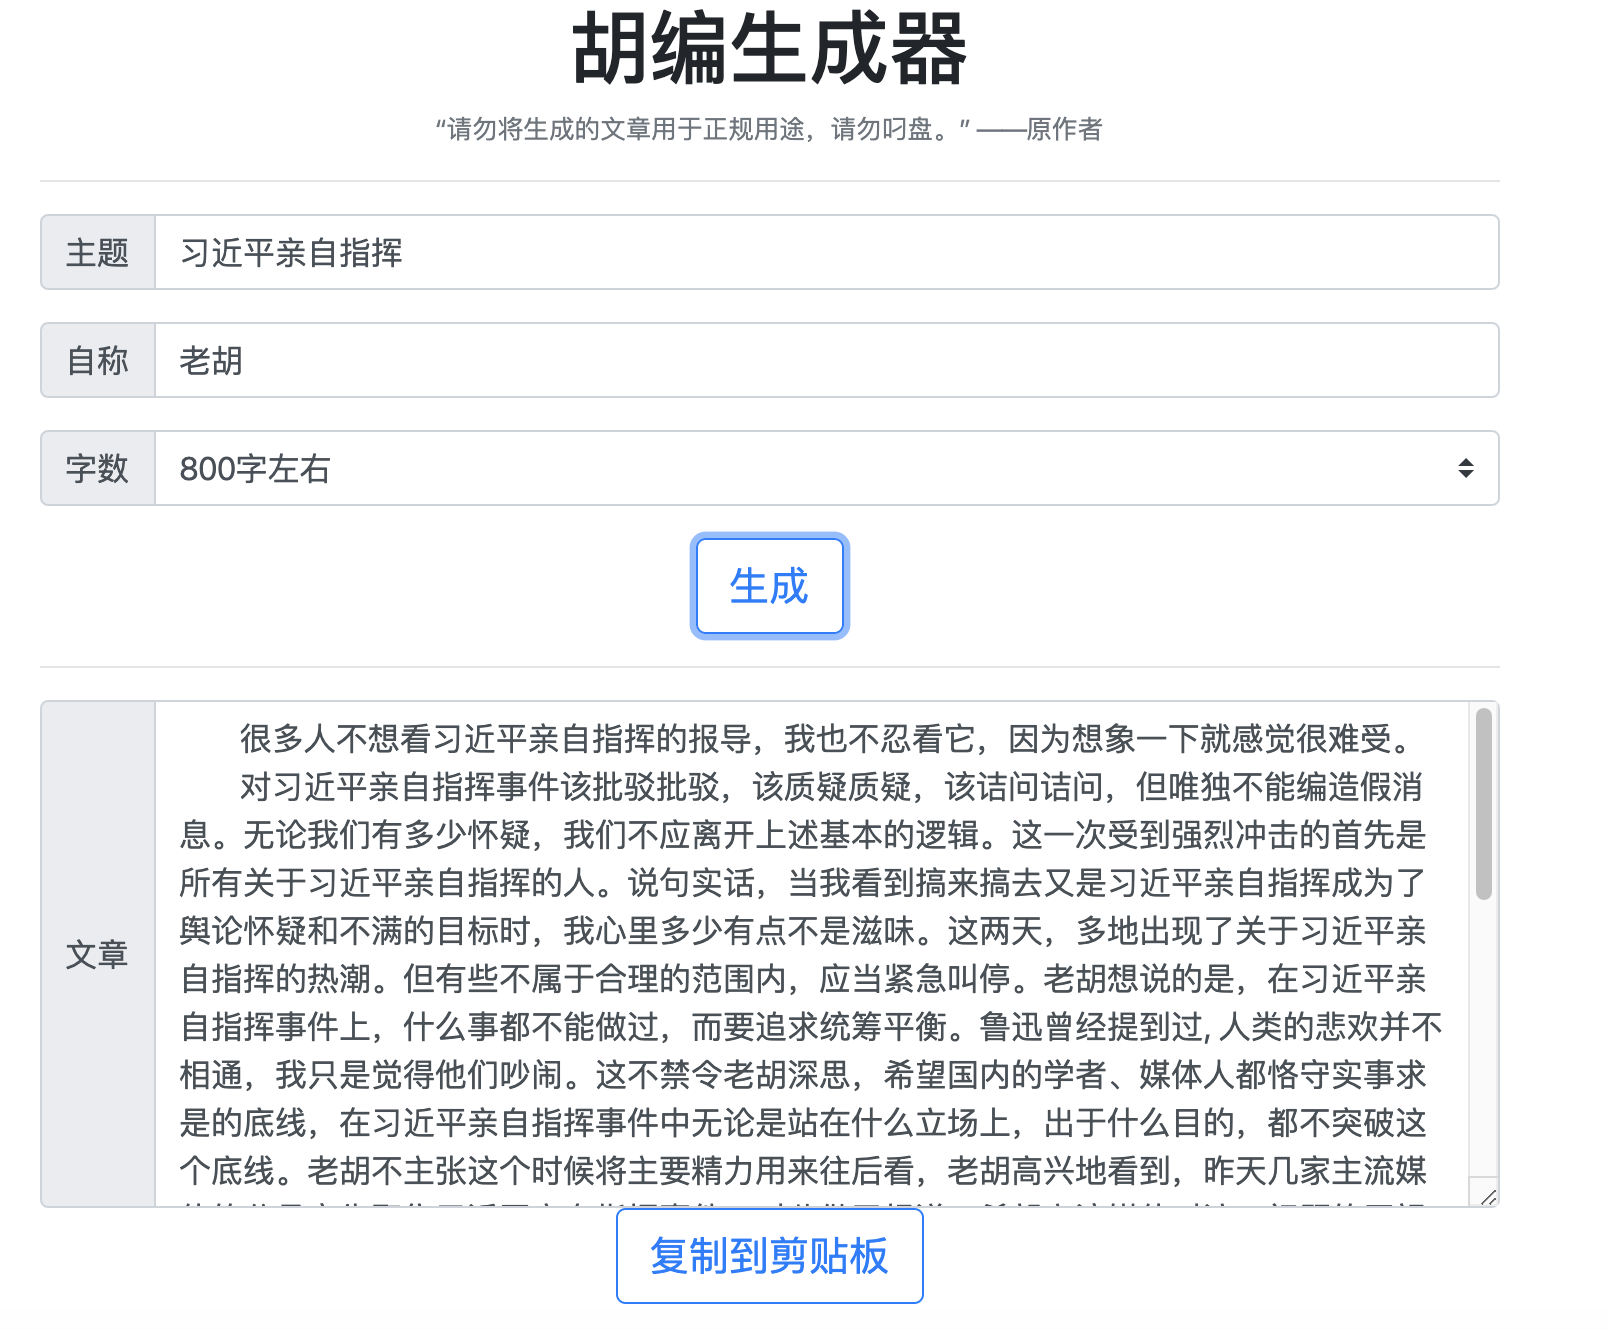 胡编生成器
“请勿将生成的文章用于正规用途，请勿叼盘。” ——原作者
主题
习近平亲自指挥
自称
老胡
字数
800字左右
生成
文章
很多人不想看习近平亲自指挥的报导，我也不忍看它，因为想象一下就感觉很难受。
对习近平亲自指挥事件该批驳批驳，该质疑质疑，该诘问诘问，但唯独不能编造假消
息。无论我们有多少怀疑，我们不应离开上述基本的逻辑。这一次受到强烈冲击的首先是
所有关于习近平亲自指挥的人。说句实话，当我看到搞来搞去又是习近平亲自指挥成为了
舆论怀疑和不满的目标时，我心里多少有点不是滋味。这两天，多地出现了关于习近平亲
自指挥的热潮。但有些不属于合理的范围内，应当紧急叫停。老胡想说的是，在习近平亲
自指挥事件上，什么事都不能做过，而要追求统筹平衡。鲁迅曾经提到过, 人类的悲欢并不
相通，我只是觉得他们吵闹。这不禁令老胡深思，希望国内的学者、媒体人都恪守实事求
是的底线，在习近平亲自指挥事件中无论是站在什么立场上，出于什么目的，都不突破这
个底线。老胡不主张这个时候将主要精力用来往后看，老胡高兴地看到，昨天几家主流媒
复制到剪贴板